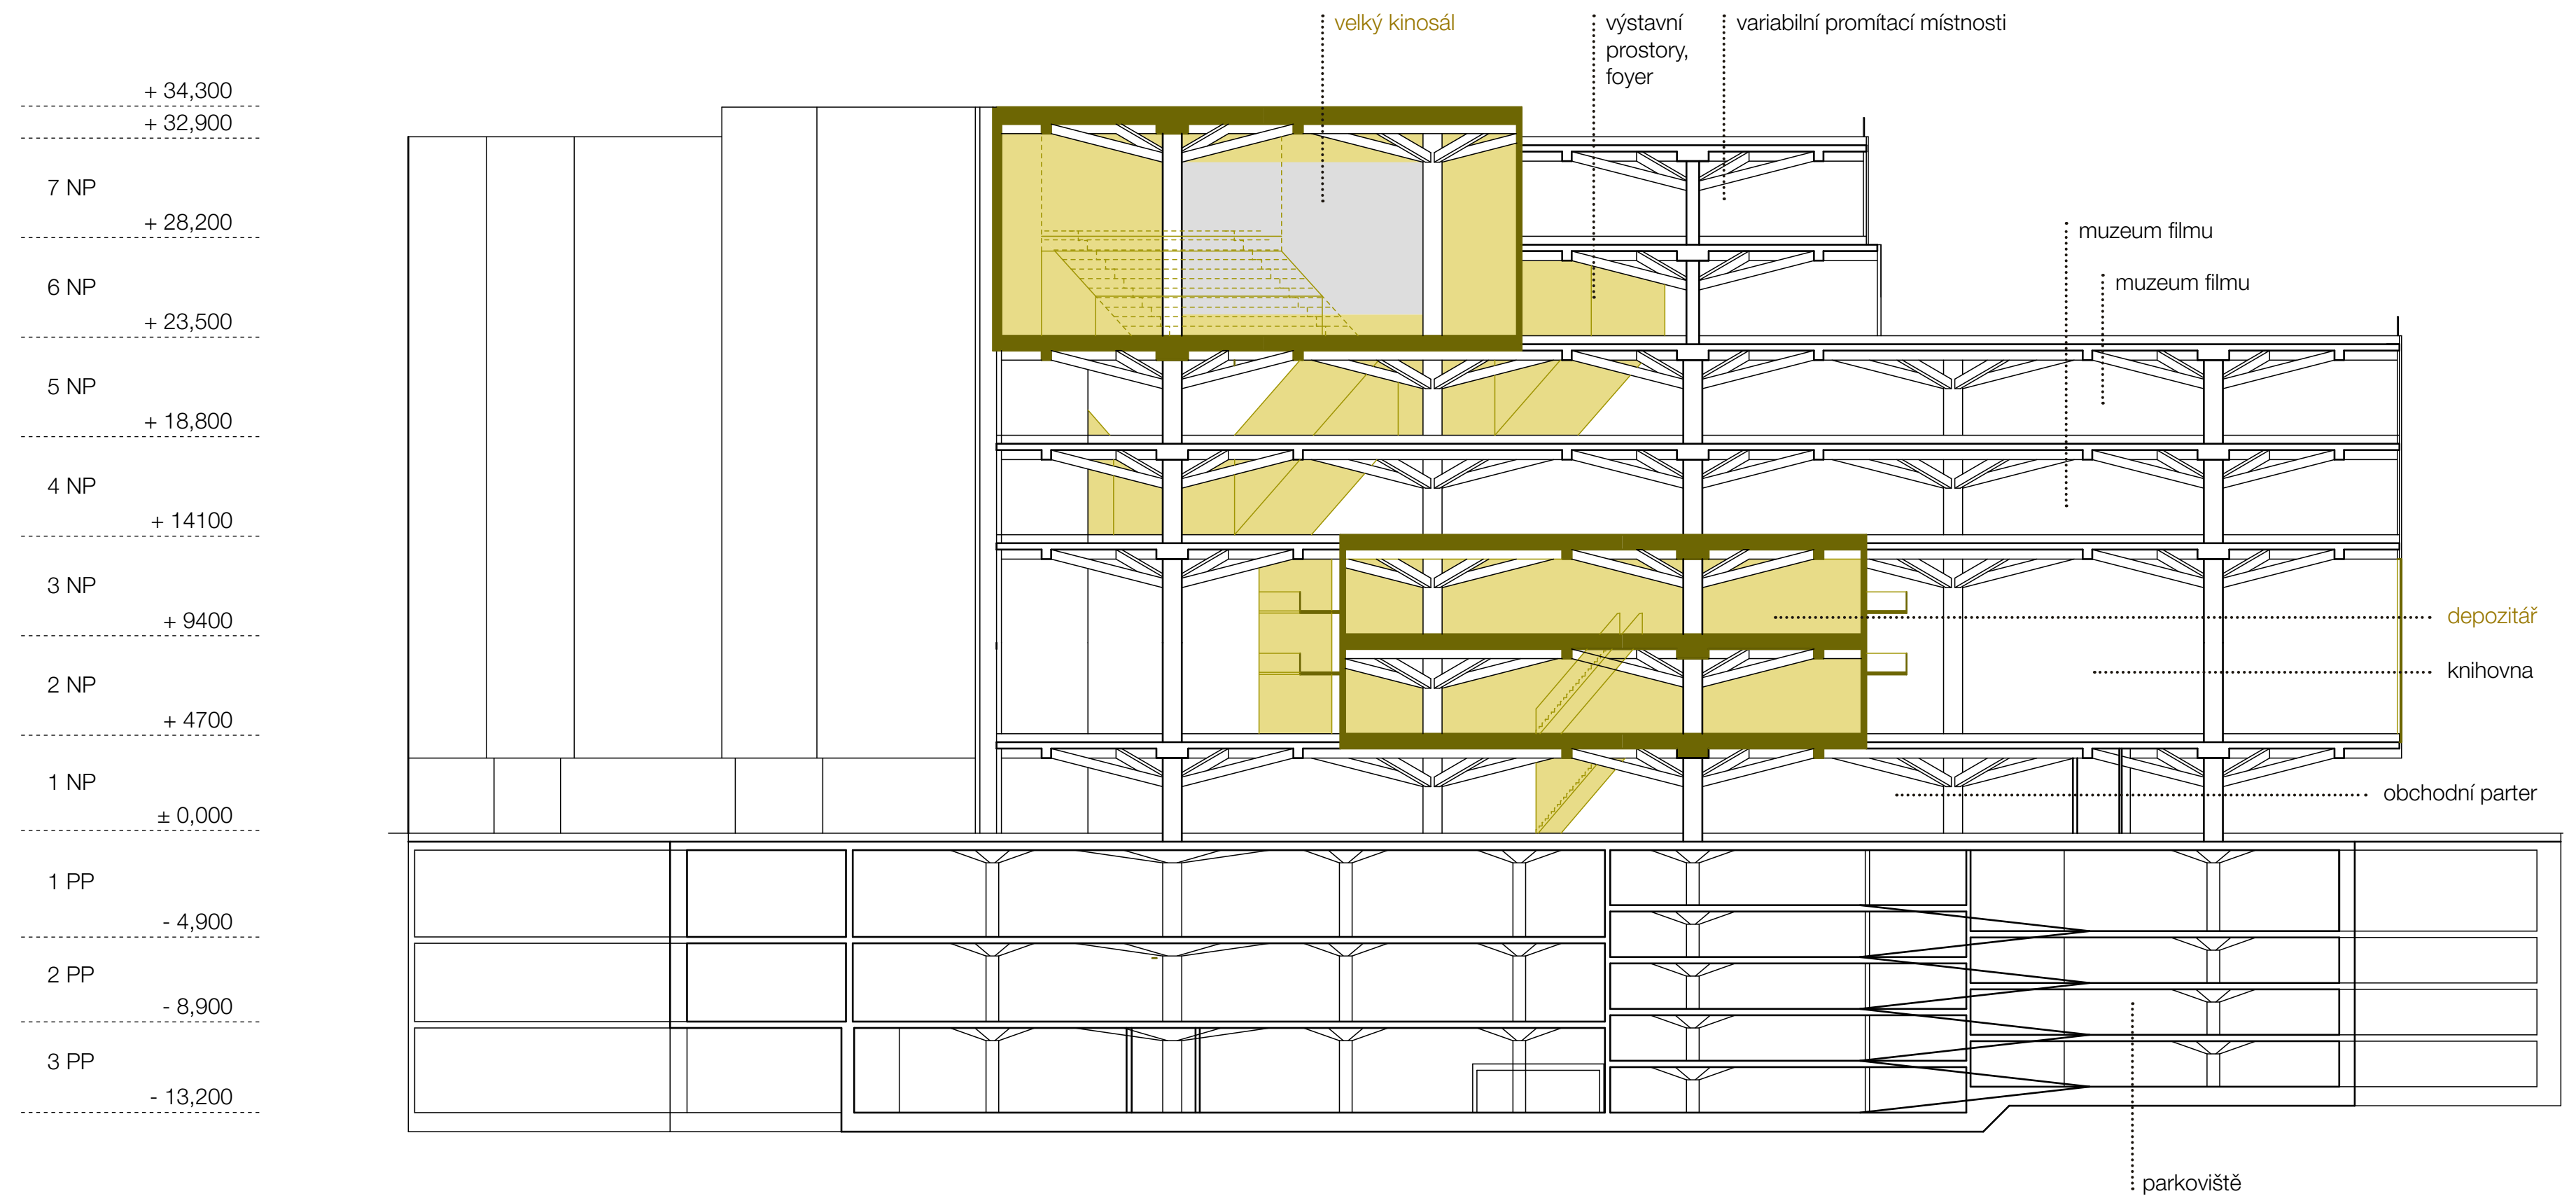 velký kinosál
výstavní
prostory,
foyer
variabilní promítací místnosti
+ 34,300
+ 32,900
7 NP
+ 28,200
muzeum filmu
6 NP
muzeum filmu
+ 23,500
5 NP
+ 18,800
4 NP
+ 14100
3 NP
+ 9400
depozitář
2 NP
knihovna
+ 4700
1 NP
obchodní parter
± 0,000
1 PP
- 4,900
2 PP
- 8,900
3 PP
- 13,200
parkoviště